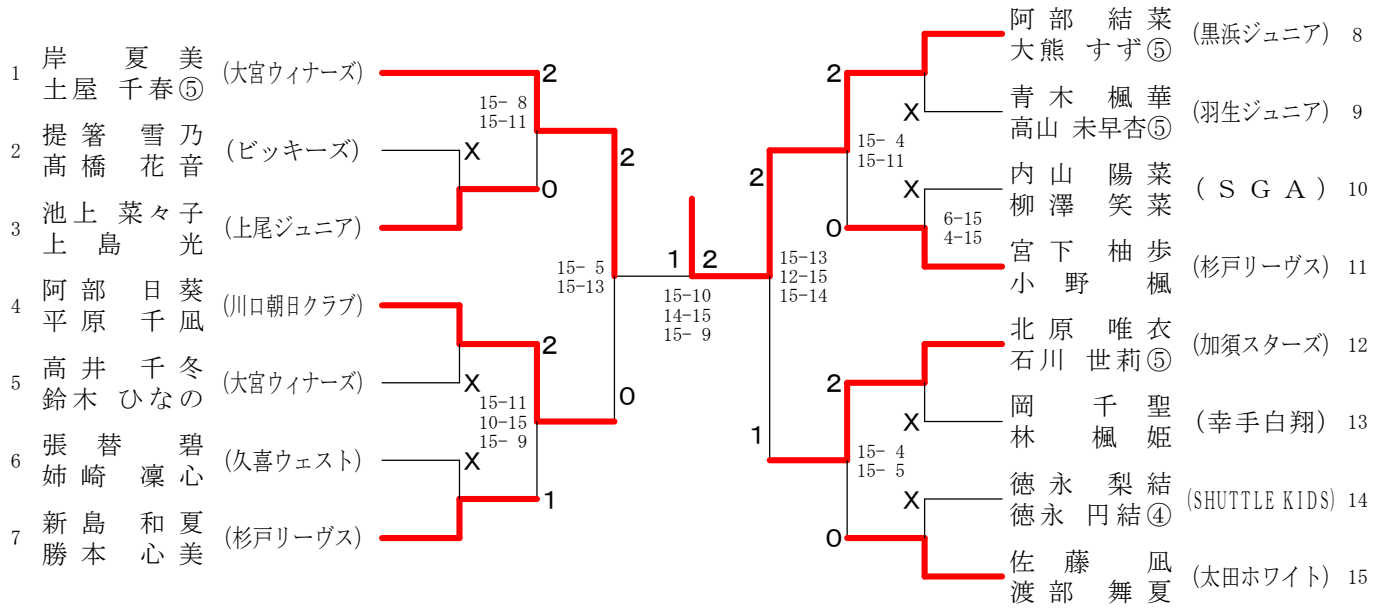 1 岸 夏美 土屋 千春⑤ (大宮ウィナーズ)
2 提箸 雪乃 髙橋 花音 (ビッキーズ)
3 池上 菜々子 上島 光 (上尾ジュニア)
4 阿部 日葵 平原 千凪 (川口朝日クラブ)
5 高井 千冬 鈴木 ひなの (大宮ウィナーズ)
6 張替 碧 姉崎 凜心 (久喜ウェスト)
7 新島 和夏 勝本 心美 (杉戸リーヴス)
2
15- 8
15-11
X
0
2
15- 5
15-13
2
X
15-11
10-15
15- 9
X
1
0
1 2
15-10
14-15
15- 9
2
15-13
12-15
15-14
1
2
X
15- 4
15-11
X
6-15
4-15
0
2
X
15- 4
15- 5
X
0
阿部 結菜 大熊 すず⑤ (黒浜ジュニア) 8
青木 楓華 高山 未早杏⑤ (羽生ジュニア) 9
内山 陽菜 柳澤 笑菜 (SGA) 10
宮下 柚歩 小野 楓 (杉戸リーヴス) 11
北原 唯衣 石川 世莉⑤ (加須スターズ) 12
岡 千聖 林 楓姫 (幸手白翔) 13
徳永 梨結 徳永 円結④ (SHUTTLE KIDS) 14
佐藤 凪 渡部 舞夏 (太田ホワイト) 15